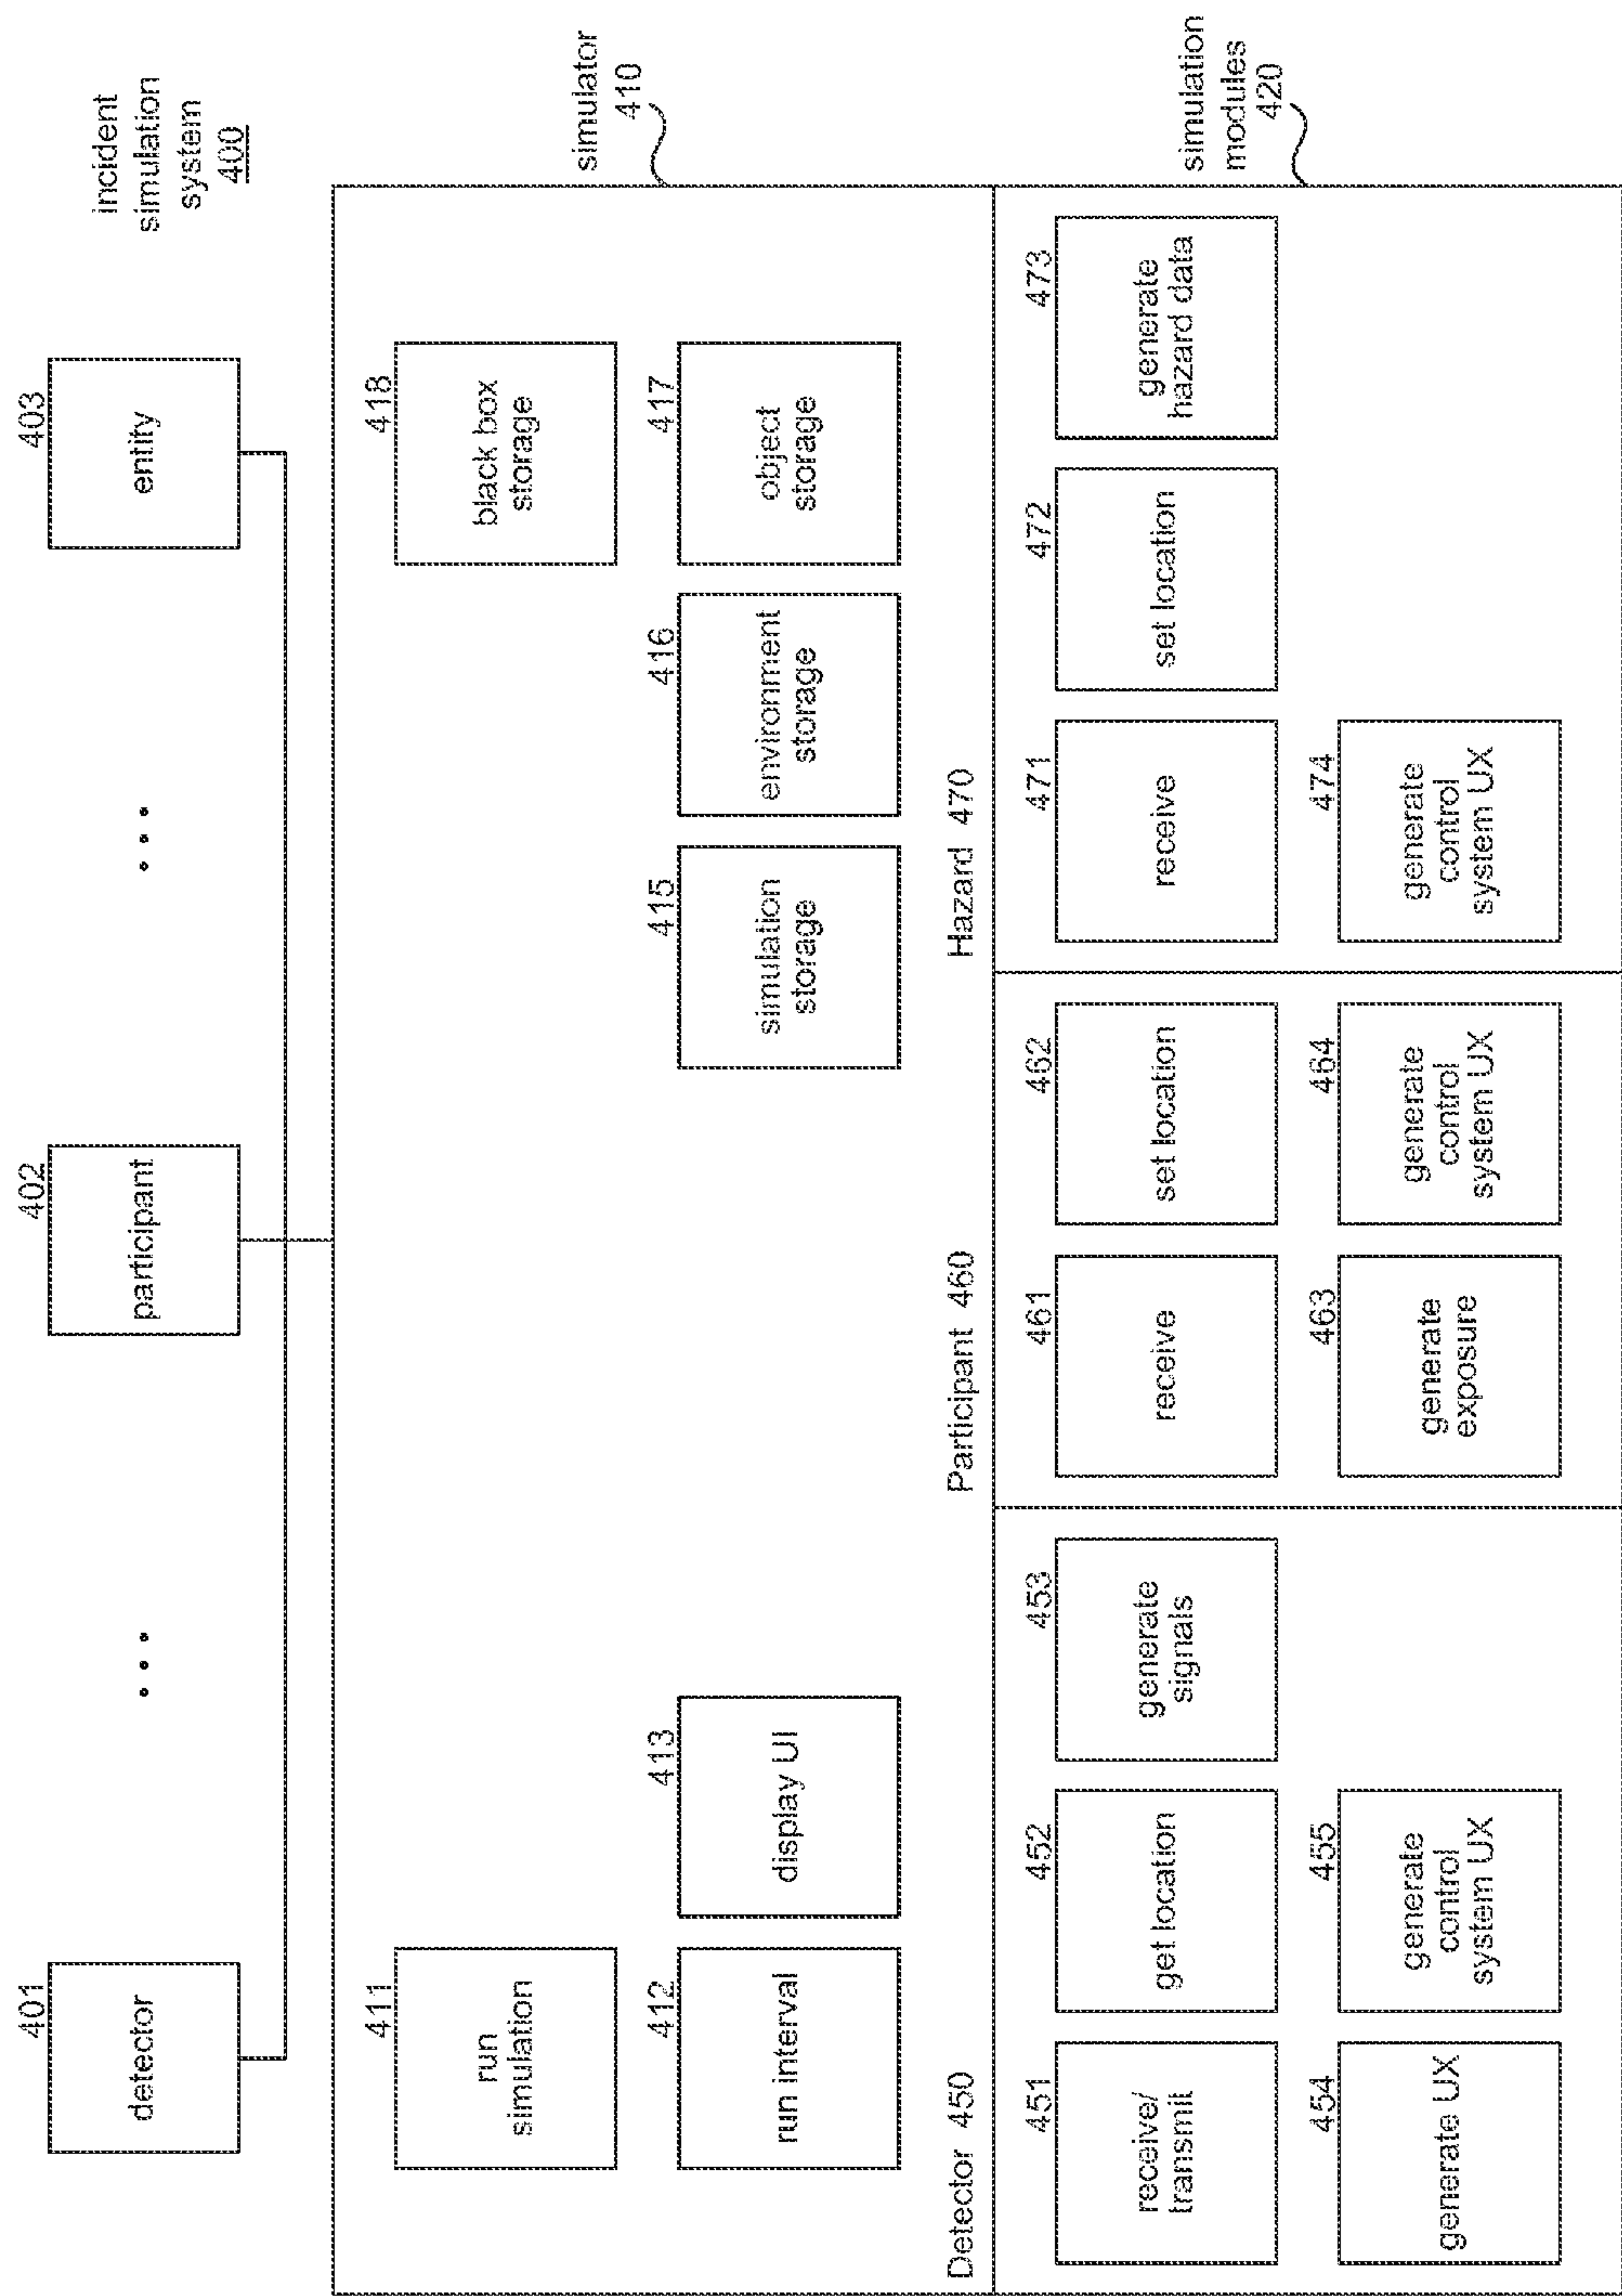 incident
simulation
system
400
401
detector
...
402
participant
...
403
entity
simulator
410
411
run
simulation
418
black box
storage
412
run interval
413
display UI
415
simulation
storage
416
environment
storage
417
object
storage
simulation
modules
420
Detector 450
451
receive/
transmit
452
get location
453
generate
signals
454
generate UX
455
generate
control
system UX
Participant 460
461
receive
462
set location
463
generate
exposure
464
generate
control
system UX
Hazard 470
471
receive
472
set location
473
generate
hazard data
474
generate
control
system UX